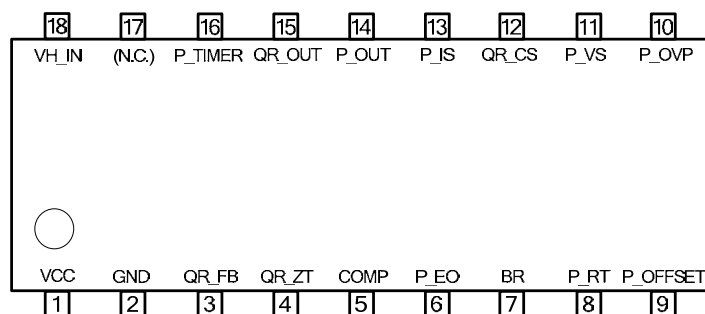 18 17 16 15 14 13 12 11 10
VH_IN (N.C.) P_TIMER QR_OUT P_OUT P_IS QR_CS P_VS P_OVP
VCC GND QR_FB QR_ZT COMP P_EO BR P_RT P_OFFSET
1 2 3 4 5 6 7 8 9